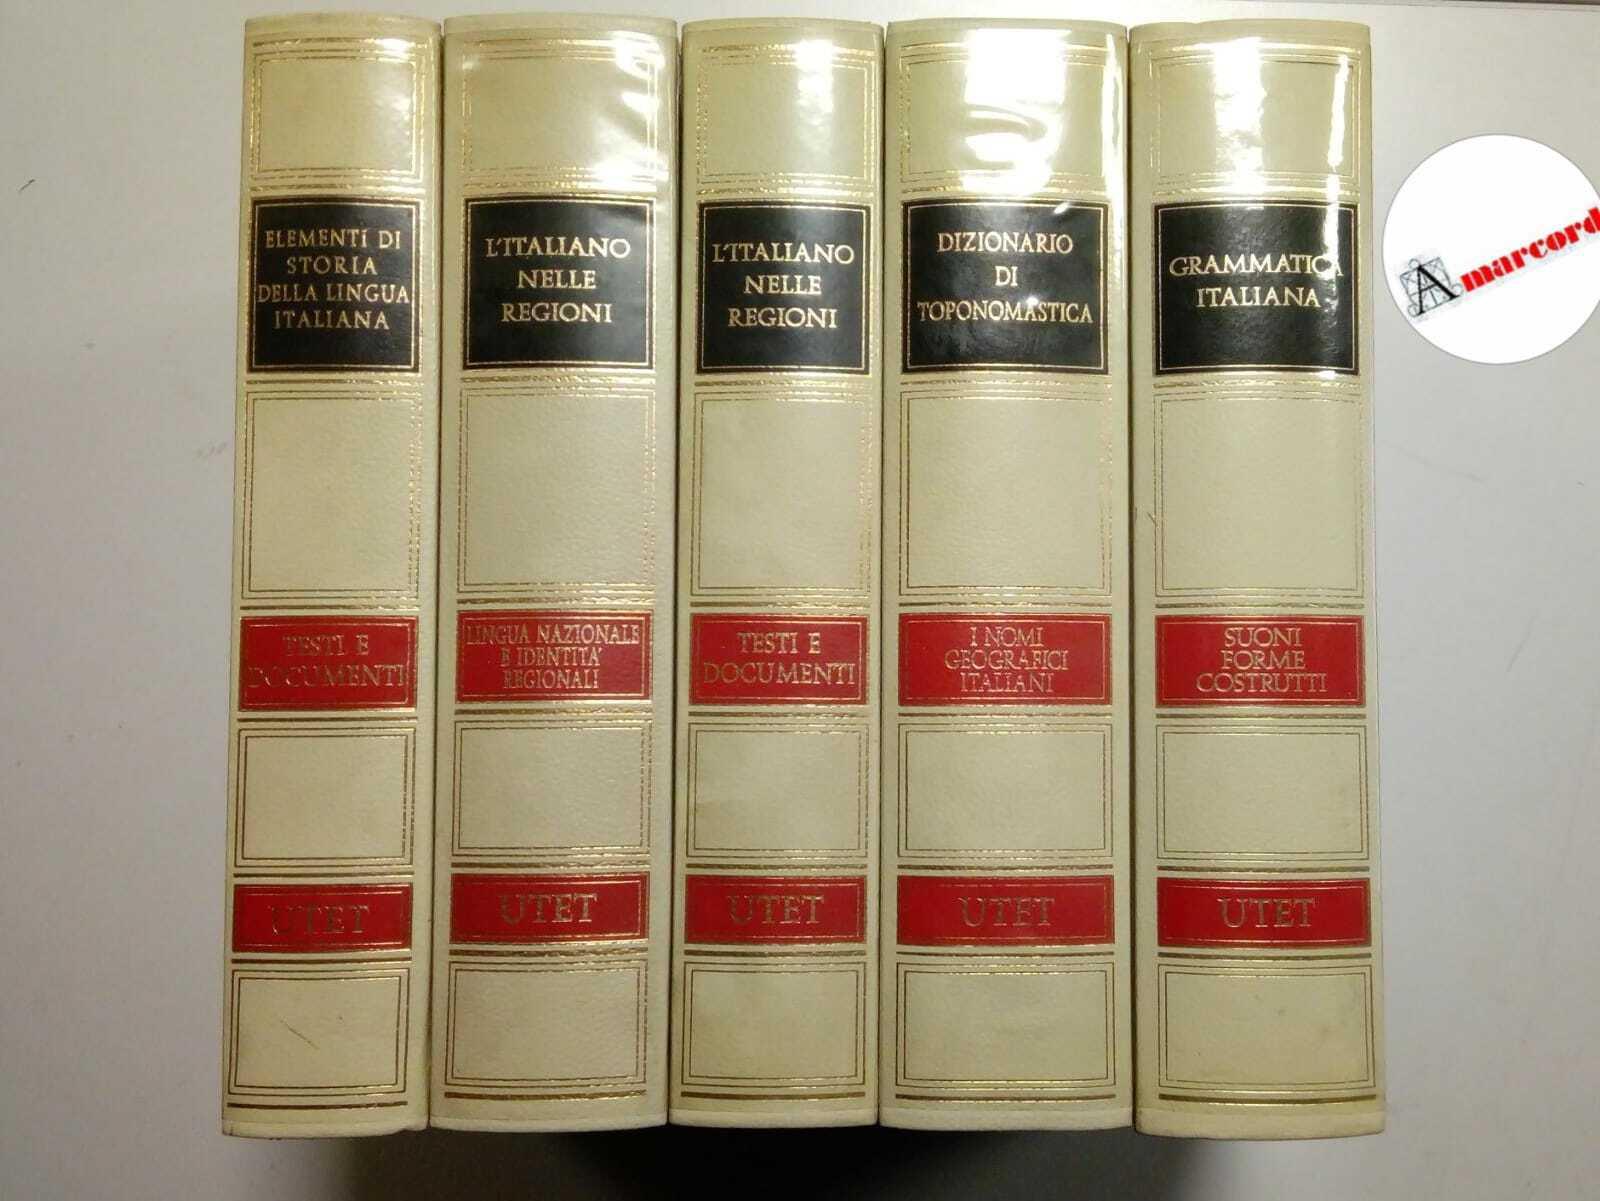 ELEMENTI DI
STORIA
DELLA LINGUA
ITALIANA
TESTI E
DOCUMENTI
UTET
L'ITALIANO
NELLE
REGIONI
LINGUA NAZIONALE
E IDENTITA'
REGIONALI
UTET
L'ITALIANO
NELLE
REGIONI
TESTI E
DOCUMENTI
UTET
DIZIONARIO
DI
TOPONOMASTICA
I NOMI
GEOGRAFICI
ITALIANI
UTET
GRAMMATICA
ITALIANA
SUONI
FORME
COSTRUTTI
UTET
Amarcord